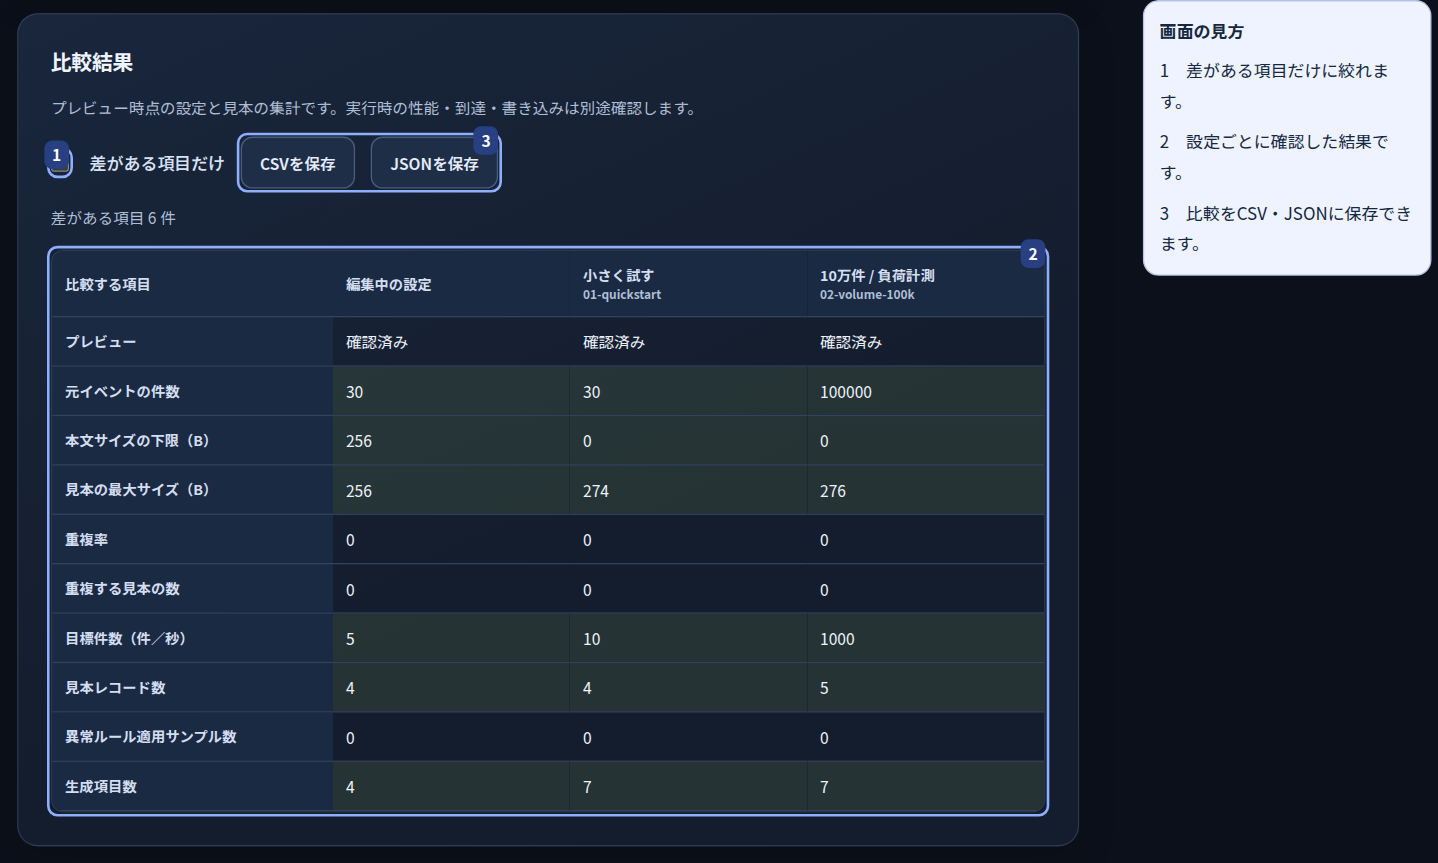 比較結果
プレビュー時点の設定と見本の集計です。実行時の性能・到達・書き込みは別途確認します。
1 差がある項目だけ CSVを保存 JSONを保存 3
差がある項目 6 件
2
比較する項目 編集中の設定 小さく試す 10万件 / 負荷計測
01-quickstart 02-volume-100k
プレビュー 確認済み 確認済み 確認済み
元イベントの件数 30 30 100000
本文サイズの下限（B） 256 0 0
見本の最大サイズ（B） 256 274 276
重複率 0 0 0
重複する見本の数 0 0 0
目標件数（件／秒） 5 10 1000
見本レコード数 4 4 5
異常ルール適用サンプル数 0 0 0
生成項目数 4 7 7
画面の見方
1 差がある項目だけに絞れま
す。
2 設定ごとに確認した結果で
す。
3 比較をCSV・JSONに保存でき
ます。